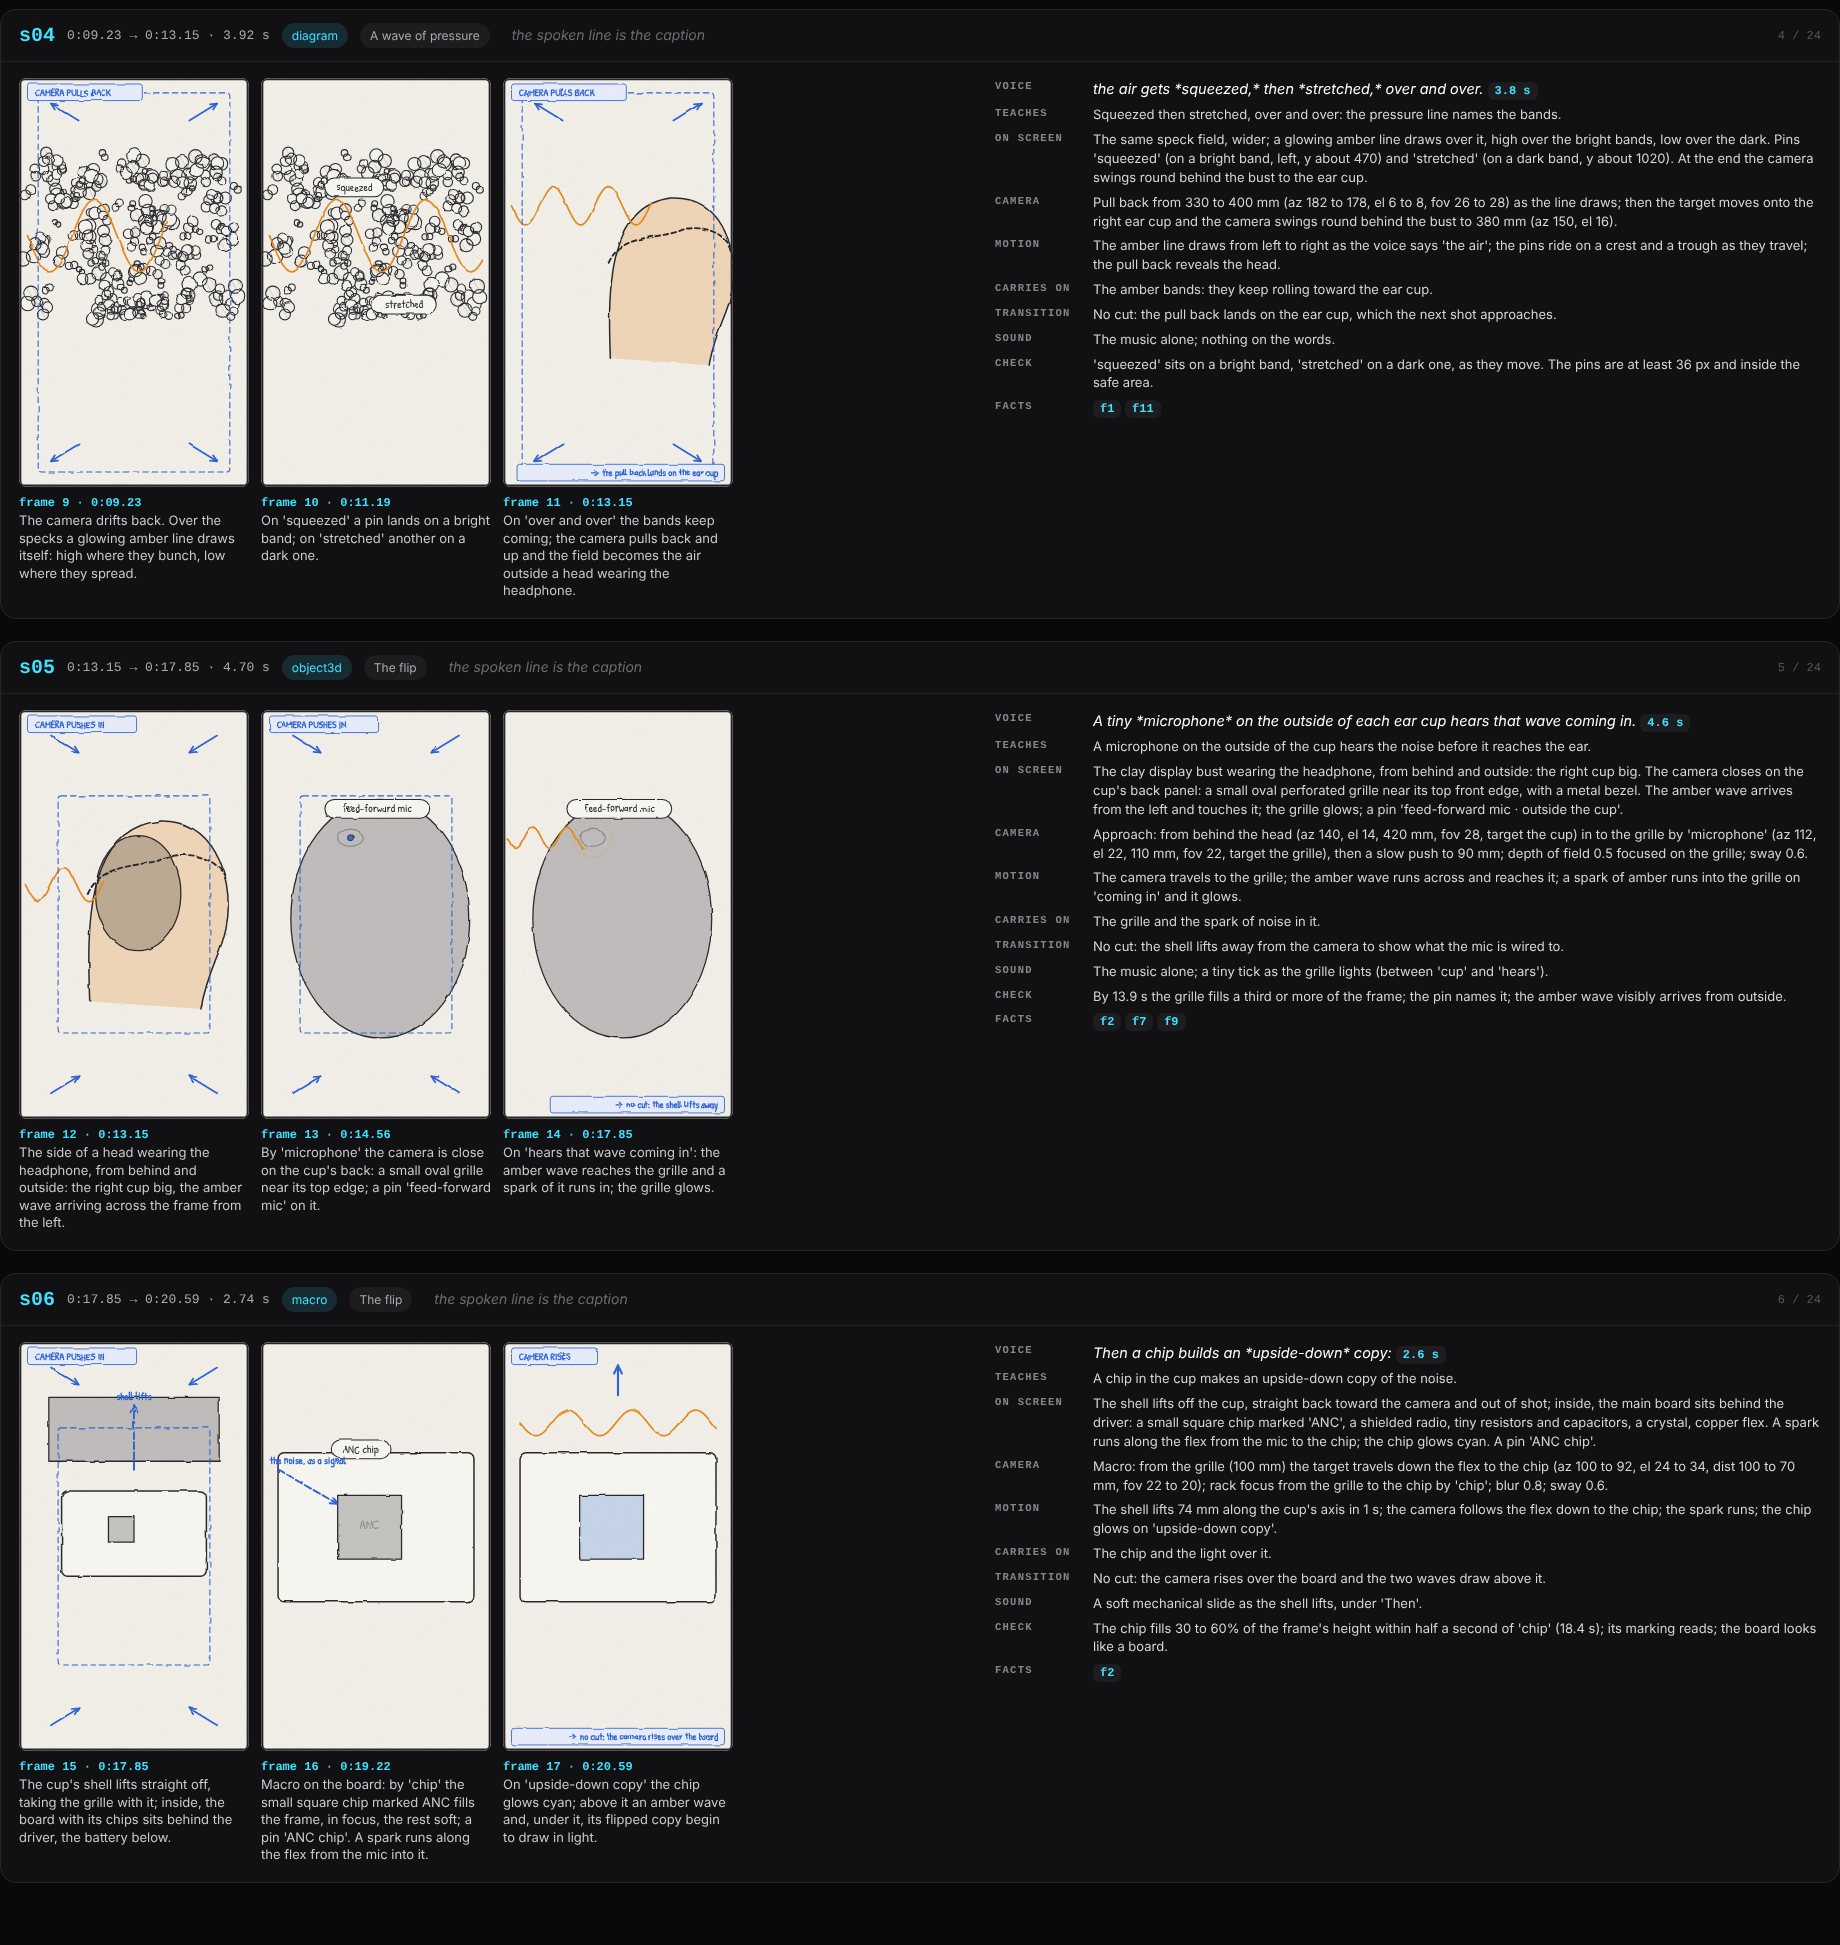 s04 0:09.23 → 0:13.15 · 3.92 s diagram A wave of pressure the spoken line is the caption 4 / 24
CAMERA PULLS BACK
squeezed
stretched
CAMERA PULLS BACK
→ the pull back lands on the ear cup
frame 9 · 0:09.23
The camera drifts back. Over the
specks a glowing amber line draws
itself: high where they bunch, low
where they spread.
frame 10 · 0:11.19
On 'squeezed' a pin lands on a bright
band; on 'stretched' another on a
dark one.
frame 11 · 0:13.15
On 'over and over' the bands keep
coming; the camera pulls back and
up and the field becomes the air
outside a head wearing the
headphone.
VOICE the air gets *squeezed,* then *stretched,* over and over. 3.8 s
TEACHES Squeezed then stretched, over and over: the pressure line names the bands.
ON SCREEN The same speck field, wider; a glowing amber line draws over it, high over the bright bands, low over the dark. Pins
'squeezed' (on a bright band, left, y about 470) and 'stretched' (on a dark band, y about 1020). At the end the camera
swings round behind the bust to the ear cup.
CAMERA Pull back from 330 to 400 mm (az 182 to 178, el 6 to 8, fov 26 to 28) as the line draws; then the target moves onto the
right ear cup and the camera swings round behind the bust to 380 mm (az 150, el 16).
MOTION The amber line draws from left to right as the voice says 'the air'; the pins ride on a crest and a trough as they travel;
the pull back reveals the head.
CARRIES ON The amber bands: they keep rolling toward the ear cup.
TRANSITION No cut: the pull back lands on the ear cup, which the next shot approaches.
SOUND The music alone; nothing on the words.
CHECK 'squeezed' sits on a bright band, 'stretched' on a dark one, as they move. The pins are at least 36 px and inside the
safe area.
FACTS f1 f11
s05 0:13.15 → 0:17.85 · 4.70 s object3d The flip the spoken line is the caption 5 / 24
CAMERA PUSHES IN
CAMERA PUSHES IN
feed-forward mic
feed-forward mic
→ no cut: the shell lifts away
frame 12 · 0:13.15
The side of a head wearing the
headphone, from behind and
outside: the right cup big, the amber
wave arriving across the frame from
the left.
frame 13 · 0:14.56
By 'microphone' the camera is close
on the cup's back: a small oval grille
near its top edge; a pin 'feed-forward
mic' on it.
frame 14 · 0:17.85
On 'hears that wave coming in': the
amber wave reaches the grille and a
spark of it runs in; the grille glows.
VOICE A tiny *microphone* on the outside of each ear cup hears that wave coming in. 4.6 s
TEACHES A microphone on the outside of the cup hears the noise before it reaches the ear.
ON SCREEN The clay display bust wearing the headphone, from behind and outside: the right cup big. The camera closes on the
cup's back panel: a small oval perforated grille near its top front edge, with a metal bezel. The amber wave arrives
from the left and touches it; the grille glows; a pin 'feed-forward mic · outside the cup'.
CAMERA Approach: from behind the head (az 140, el 14, 420 mm, fov 28, target the cup) in to the grille by 'microphone' (az 112,
el 22, 110 mm, fov 22, target the grille), then a slow push to 90 mm; depth of field 0.5 focused on the grille; sway 0.6.
MOTION The camera travels to the grille; the amber wave runs across and reaches it; a spark of amber runs into the grille on
'coming in' and it glows.
CARRIES ON The grille and the spark of noise in it.
TRANSITION No cut: the shell lifts away from the camera to show what the mic is wired to.
SOUND The music alone; a tiny tick as the grille lights (between 'cup' and 'hears').
CHECK By 13.9 s the grille fills a third or more of the frame; the pin names it; the amber wave visibly arrives from outside.
FACTS f2 f7 f9
s06 0:17.85 → 0:20.59 · 2.74 s macro The flip the spoken line is the caption 6 / 24
CAMERA PUSHES IN
shell lifts
ANC chip
the noise, as a signal
ANC
CAMERA RISES
→ no cut: the camera rises over the board
frame 15 · 0:17.85
The cup's shell lifts straight off,
taking the grille with it; inside, the
board with its chips sits behind the
driver, the battery below.
frame 16 · 0:19.22
Macro on the board: by 'chip' the
small square chip marked ANC fills
the frame, in focus, the rest soft; a
pin 'ANC chip'. A spark runs along
the flex from the mic into it.
frame 17 · 0:20.59
On 'upside-down copy' the chip
glows cyan; above it an amber wave
and, under it, its flipped copy begin
to draw in light.
VOICE Then a chip builds an *upside-down* copy: 2.6 s
TEACHES A chip in the cup makes an upside-down copy of the noise.
ON SCREEN The shell lifts off the cup, straight back toward the camera and out of shot; inside, the main board sits behind the
driver: a small square chip marked 'ANC', a shielded radio, tiny resistors and capacitors, a crystal, copper flex. A spark
runs along the flex from the mic to the chip; the chip glows cyan. A pin 'ANC chip'.
CAMERA Macro: from the grille (100 mm) the target travels down the flex to the chip (az 100 to 92, el 24 to 34, dist 100 to 70
mm, fov 22 to 20); rack focus from the grille to the chip by 'chip'; blur 0.8; sway 0.6.
MOTION The shell lifts 74 mm along the cup's axis in 1 s; the camera follows the flex down to the chip; the spark runs; the chip
glows on 'upside-down copy'.
CARRIES ON The chip and the light over it.
TRANSITION No cut: the camera rises over the board and the two waves draw above it.
SOUND A soft mechanical slide as the shell lifts, under 'Then'.
CHECK The chip fills 30 to 60% of the frame's height within half a second of 'chip' (18.4 s); its marking reads; the board looks
like a board.
FACTS f2